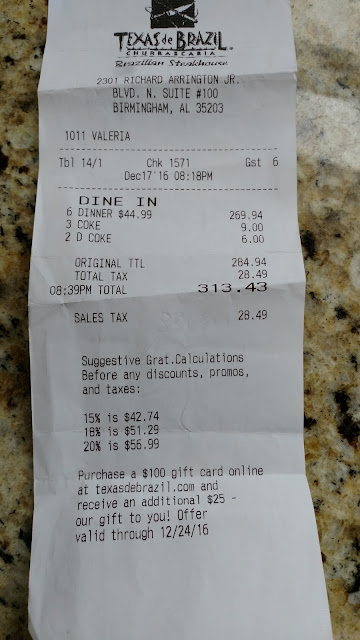 TEXAS de BRAZIL
CHURRASCARIA
Brazilian Steakhouse
2301 RICHARD ARRINGTON JR.
BLVD. N. SUITE #100
BIRMINGHAM, AL 35203
1011 VALERIA
Tbl 14/1 Chk 1571 Gst 6
Dec17'16 08:18PM
DINE IN
6 DINNER $44.99 269.94
3 COKE 9.00
2 D COKE 6.00
ORIGINAL TTL 284.94
TOTAL TAX 28.49
08:39PM TOTAL 313.43
SALES TAX 28.49
Suggestive Grat.Calculations
Before any discounts, promos,
and taxes:
15% is $42.74
18% is $51.29
20% is $56.99
Purchase a $100 gift card online
at texasdebrazil.com and
receive an additional $25 -
our gift to you! Offer
valid through 12/24/16